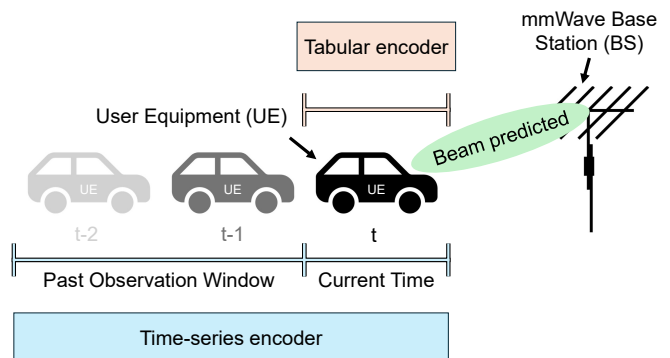 mmWave Base
Station (BS)
Tabular encoder
User Equipment (UE)
Beam predicted
UE
UE
UE
t-2
t-1
t
Past Observation Window
Current Time
Time-series encoder